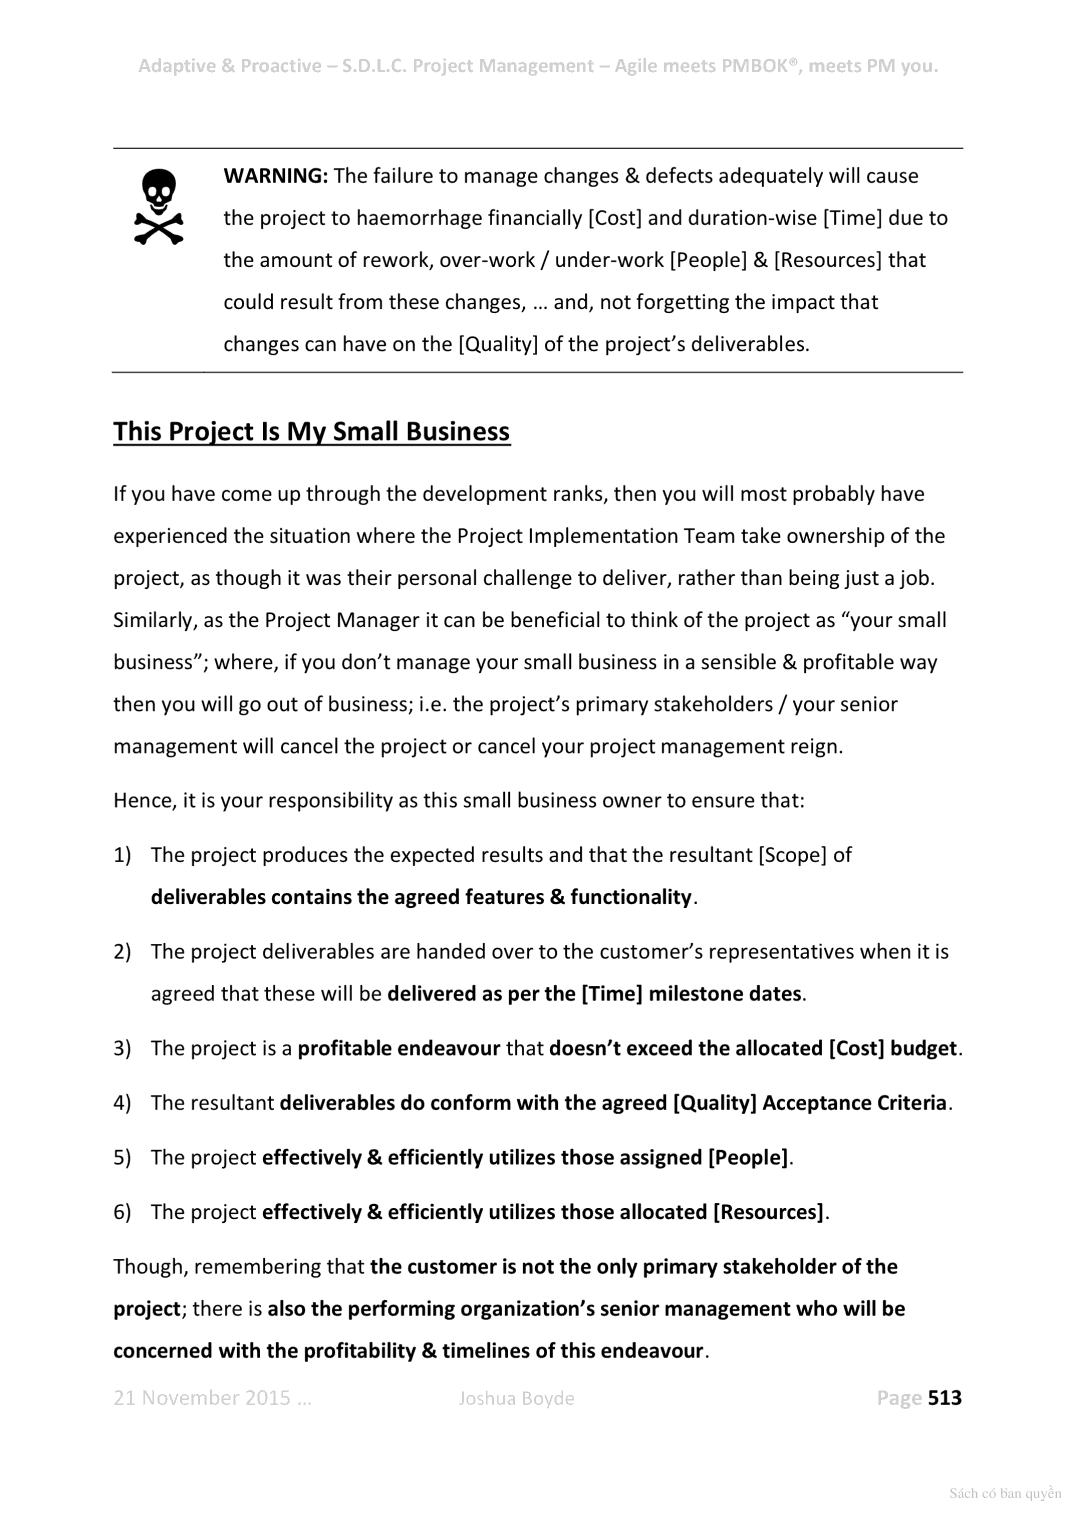 Adaptive & Proactive – S.D.L.C. Project Management – Agile meets PMBOK®, meets PM you.
WARNING: The failure to manage changes & defects adequately will cause
the project to haemorrhage financially [Cost] and duration-wise [Time] due to
the amount of rework, over-work / under-work [People] & [Resources] that
could result from these changes, … and, not forgetting the impact that
changes can have on the [Quality] of the project’s deliverables.
This Project Is My Small Business
If you have come up through the development ranks, then you will most probably have
experienced the situation where the Project Implementation Team take ownership of the
project, as though it was their personal challenge to deliver, rather than being just a job.
Similarly, as the Project Manager it can be beneficial to think of the project as “your small
business”; where, if you don’t manage your small business in a sensible & profitable way
then you will go out of business; i.e. the project’s primary stakeholders / your senior
management will cancel the project or cancel your project management reign.
Hence, it is your responsibility as this small business owner to ensure that:
1) The project produces the expected results and that the resultant [Scope] of
deliverables contains the agreed features & functionality.
2) The project deliverables are handed over to the customer’s representatives when it is
agreed that these will be delivered as per the [Time] milestone dates.
3) The project is a profitable endeavour that doesn’t exceed the allocated [Cost] budget.
4) The resultant deliverables do conform with the agreed [Quality] Acceptance Criteria.
5) The project effectively & efficiently utilizes those assigned [People].
6) The project effectively & efficiently utilizes those allocated [Resources].
Though, remembering that the customer is not the only primary stakeholder of the
project; there is also the performing organization’s senior management who will be
concerned with the profitability & timelines of this endeavour.
21 November 2015 … Joshua Boyde Page 513
Sách có bản quyền